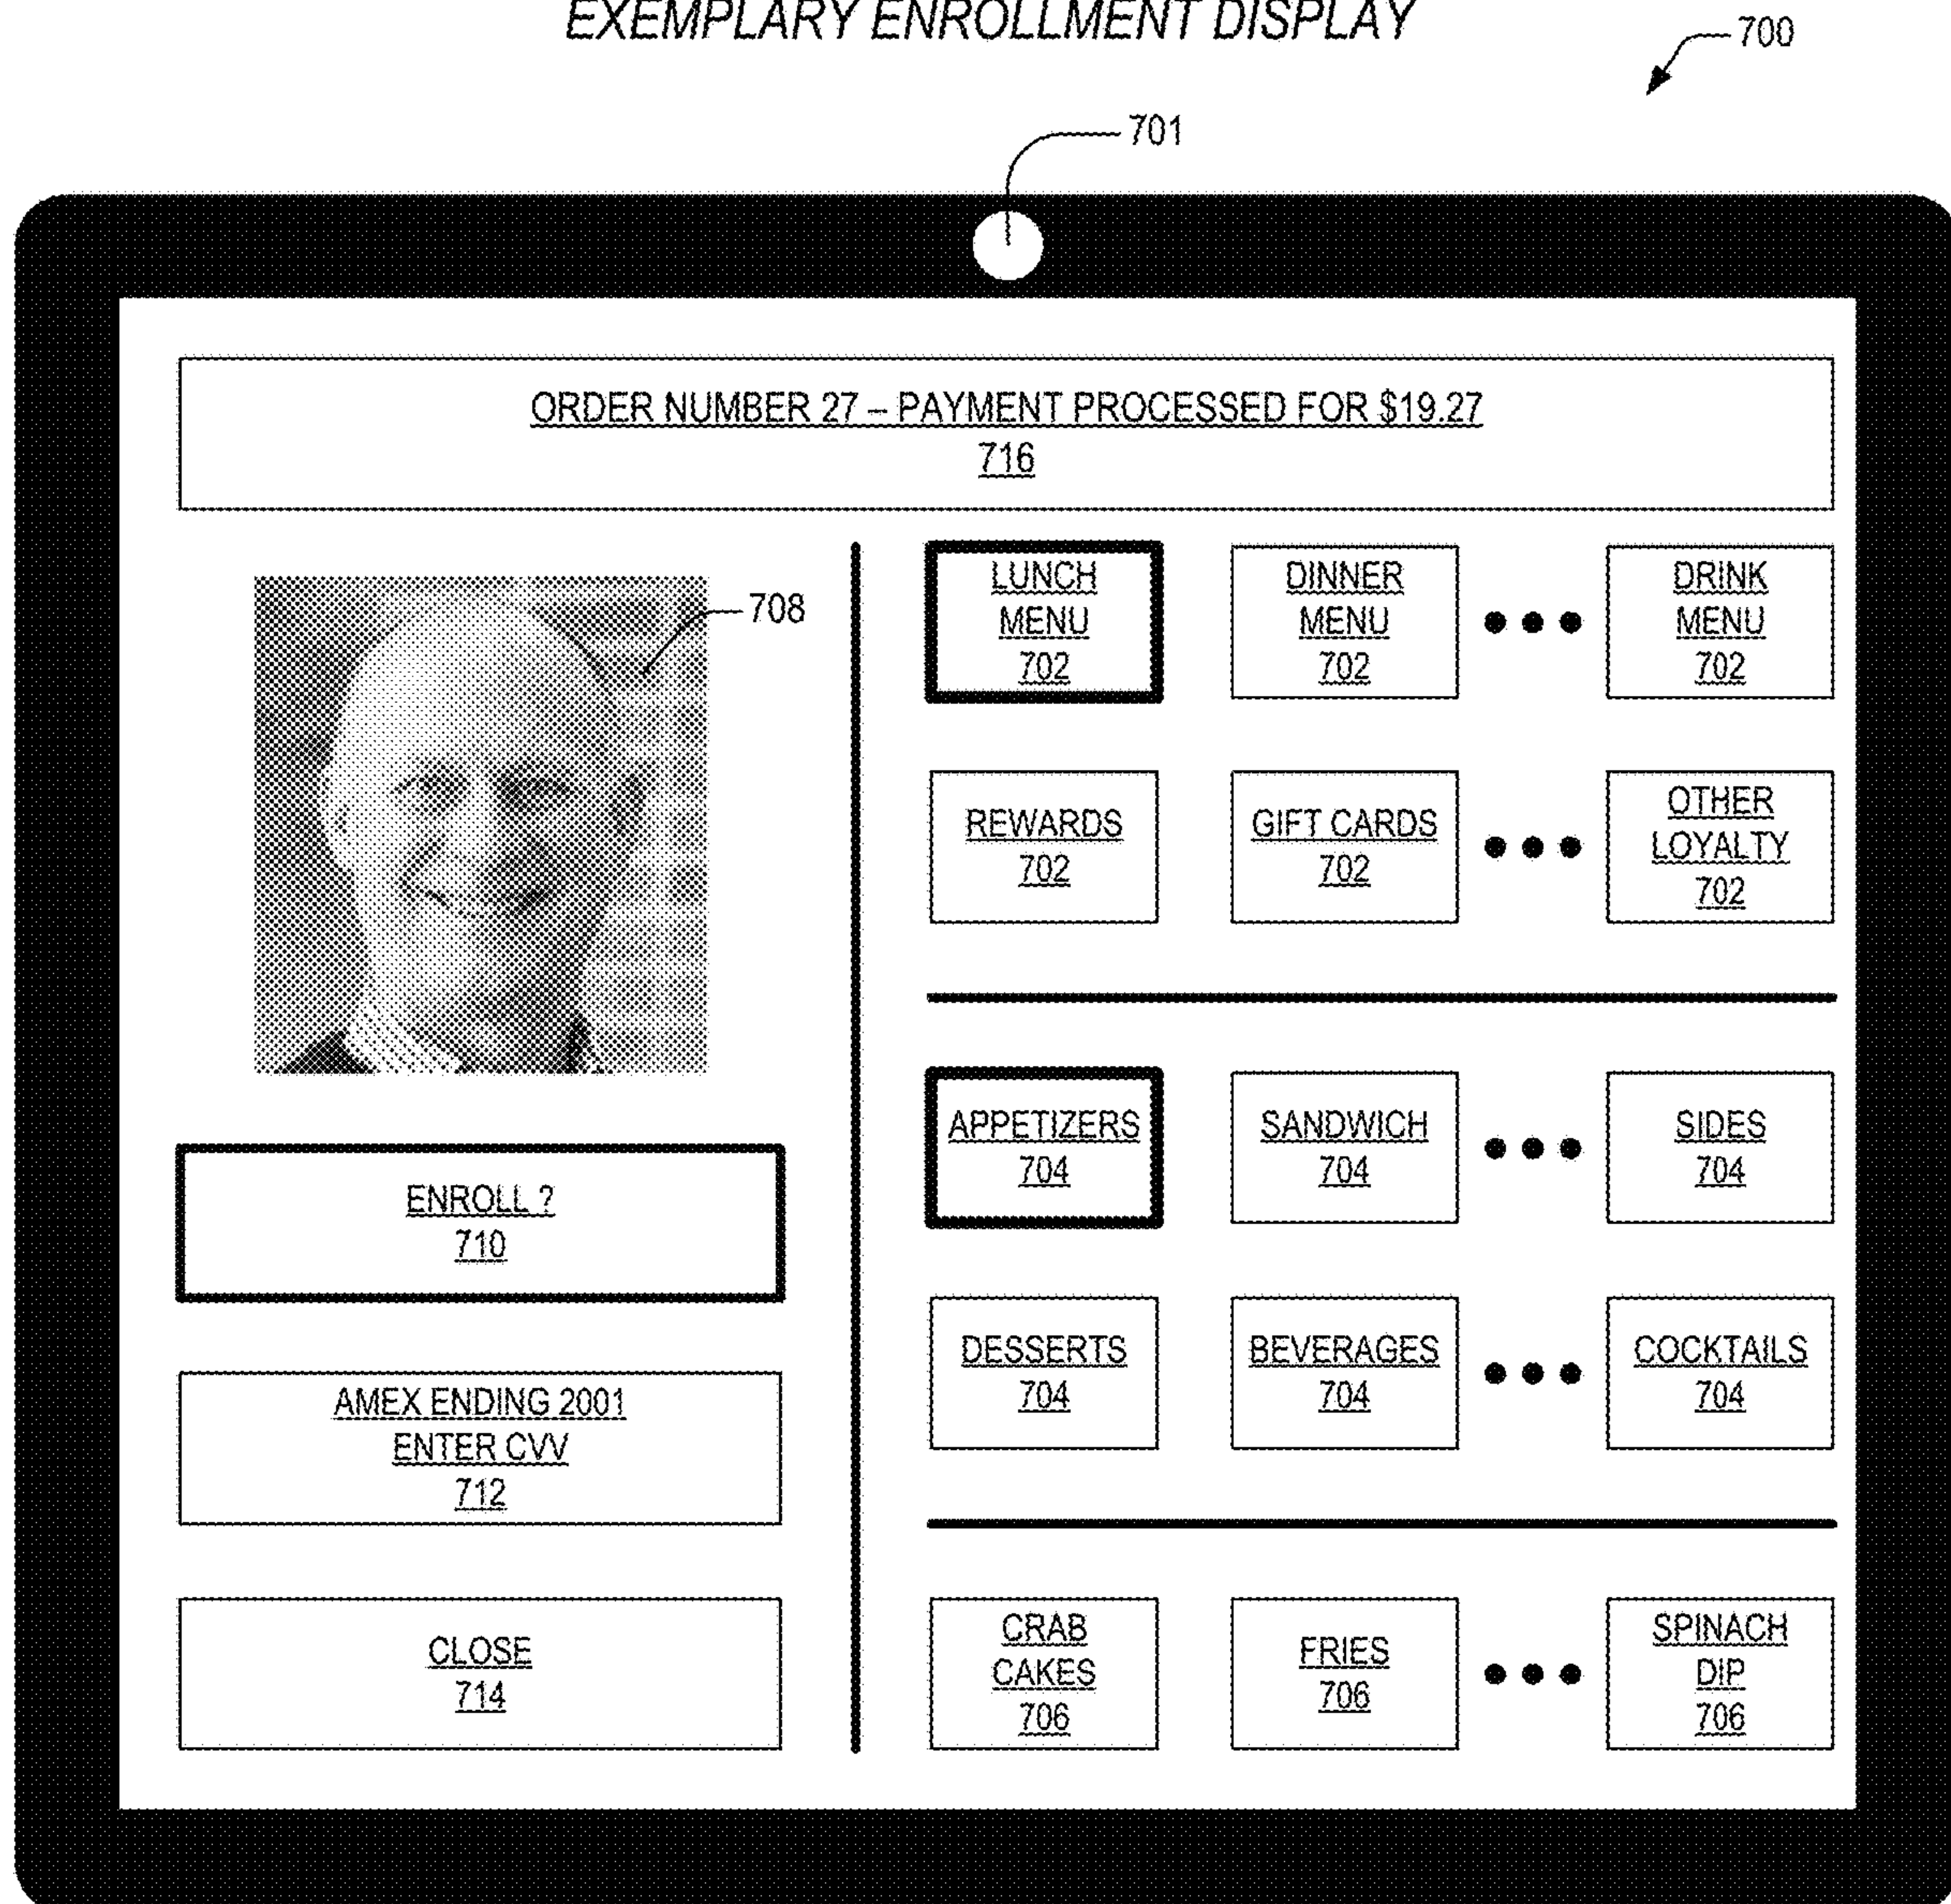 EXEMPLARY ENROLLMENT DISPLAY
700
701
ORDER NUMBER 27 – PAYMENT PROCESSED FOR $19.27
716
708
LUNCH
MENU
702
DINNER
MENU
702
DRINK
MENU
702
REWARDS
702
GIFT CARDS
702
OTHER
LOYALTY
702
APPETIZERS
704
SANDWICH
704
SIDES
704
ENROLL ?
710
DESSERTS
704
BEVERAGES
704
COCKTAILS
704
AMEX ENDING 2001
ENTER CVV
712
CLOSE
714
CRAB
CAKES
706
FRIES
706
SPINACH
DIP
706